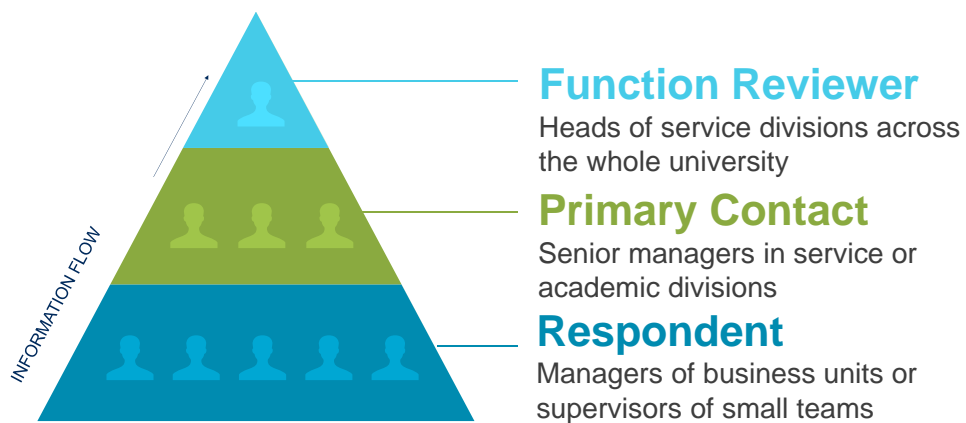 Function Reviewer
Heads of service divisions across
the whole university
Primary Contact
Senior managers in service or
academic divisions
Respondent
Managers of business units or
supervisors of small teams
INFORMATION FLOW